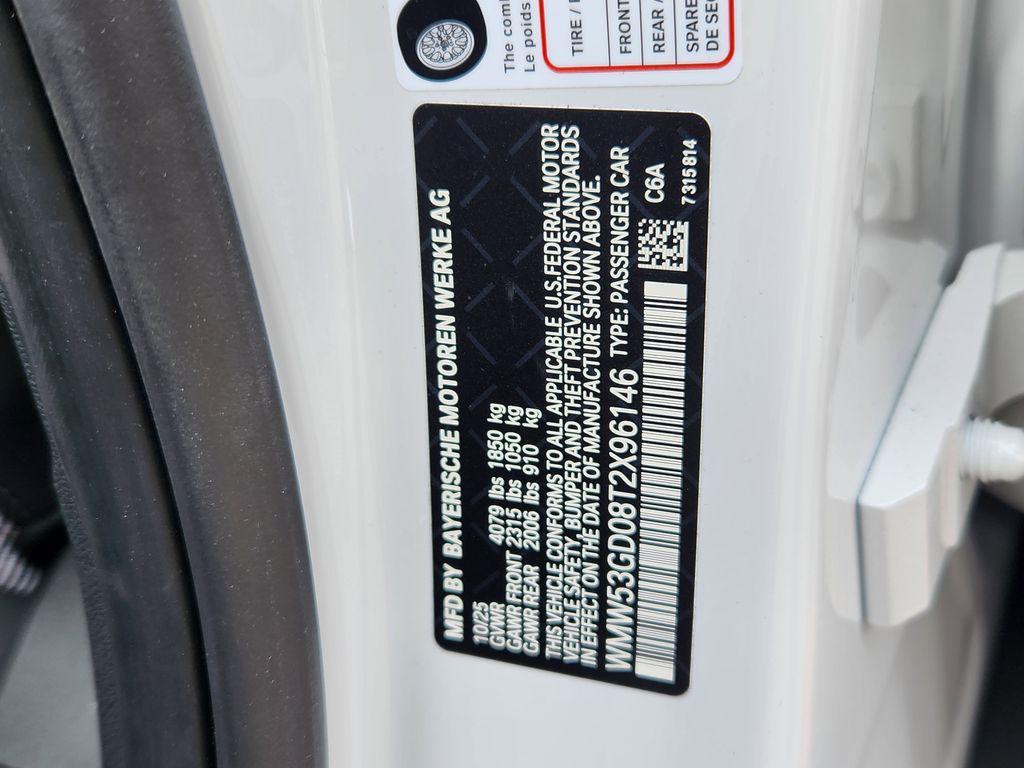 The com
Le poids
TIRE /
FRONT
REAR /
SPARE
DE SE
MFD BY BAYERISCHE MOTOREN WERKE AG
10/25
GVWR 4079 lbs 1850 kg
GAWR FRONT 2315 lbs 1050 kg
GAWR REAR 2006 lbs 910 kg
THIS VEHICLE CONFORMS TO ALL APPLICABLE U.S.FEDERAL MOTOR
VEHICLE SAFETY, BUMPER AND THEFT PREVENTION STANDARDS
IN EFFECT ON THE DATE OF MANUFACTURE SHOWN ABOVE.
WMW53GD08T2X96146 TYPE: PASSENGER CAR
C6A
7315814